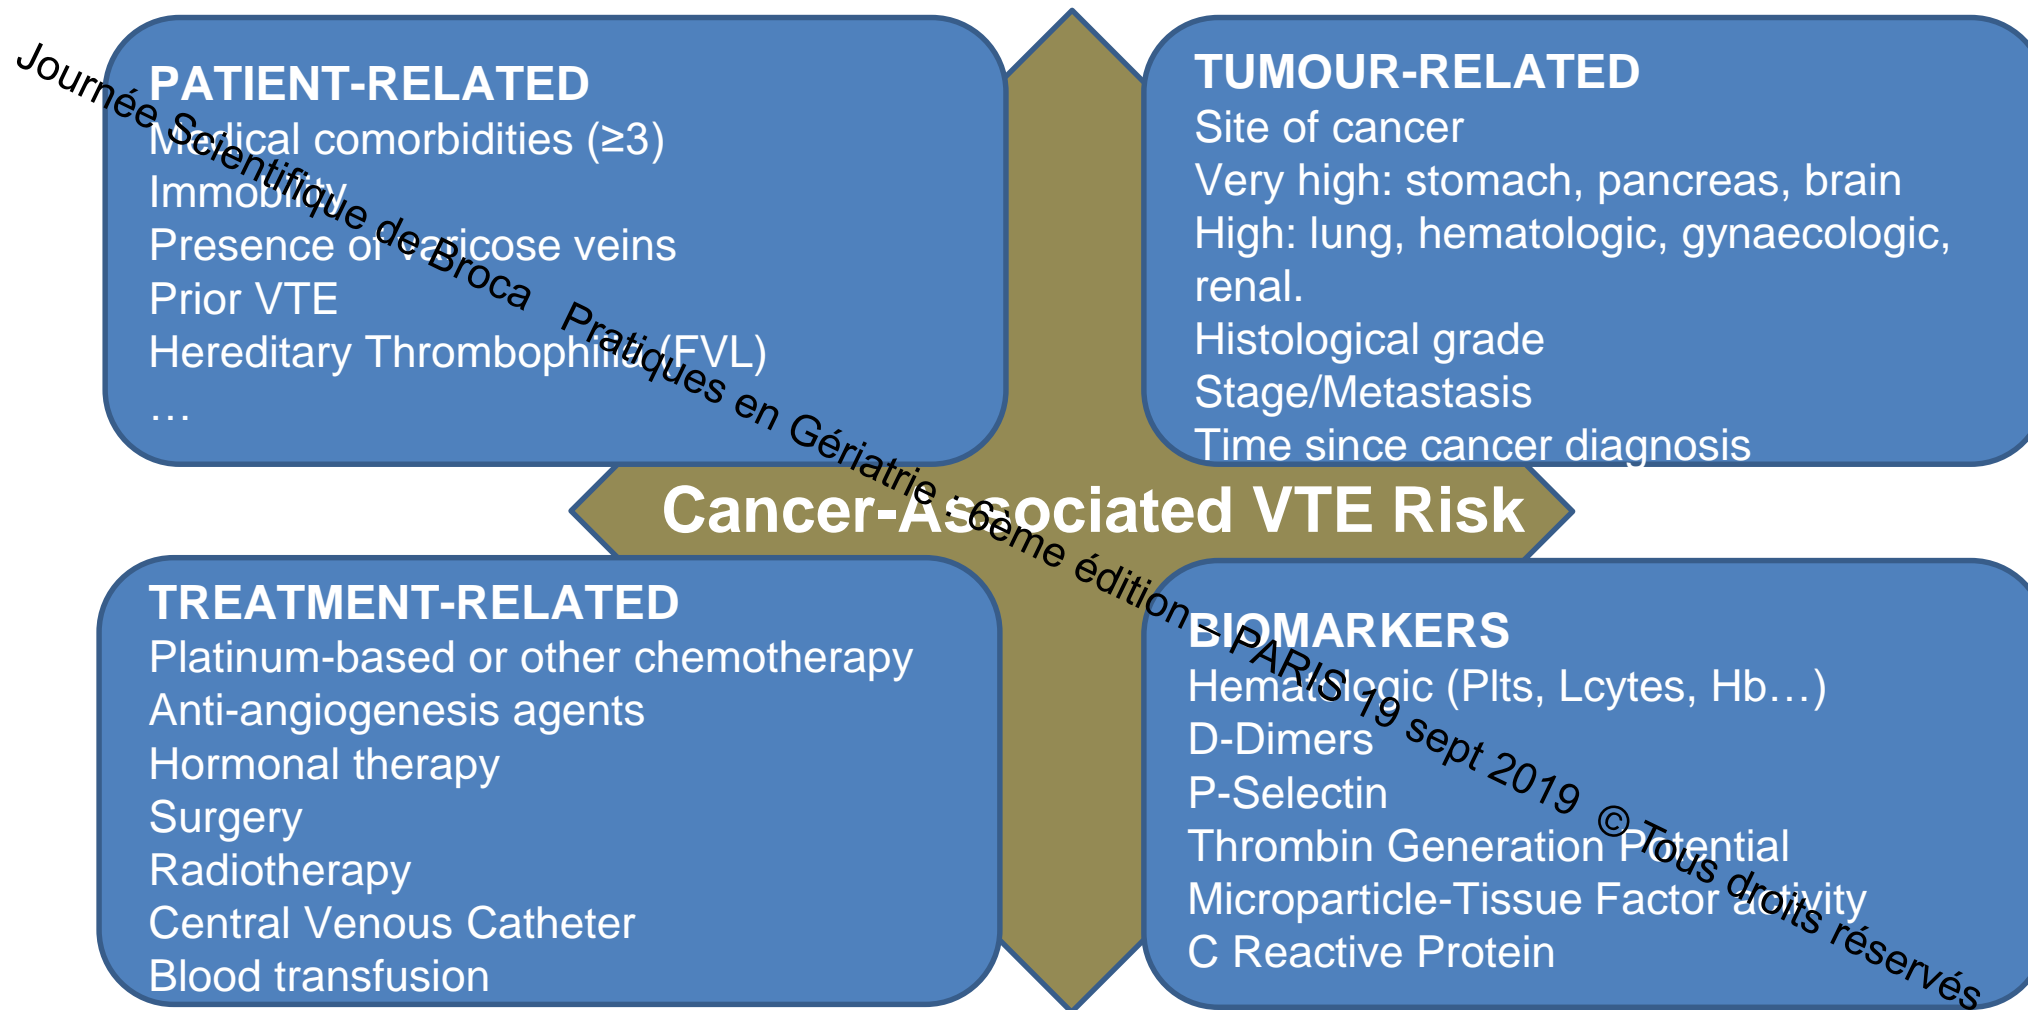 PATIENT-RELATED
Medical comorbidities (≥3)
Immobility
Presence of varicose veins
Prior VTE
Hereditary Thrombophilia (FVL)
…
TUMOUR-RELATED
Site of cancer
Very high: stomach, pancreas, brain
High: lung, hematologic, gynaecologic,
renal.
Histological grade
Stage/Metastasis
Time since cancer diagnosis
Cancer-Associated VTE Risk
TREATMENT-RELATED
Platinum-based or other chemotherapy
Anti-angiogenesis agents
Hormonal therapy
Surgery
Radiotherapy
Central Venous Catheter
Blood transfusion
BIOMARKERS
Hematologic (Plts, Lcytes, Hb…)
D-Dimers
P-Selectin
Thrombin Generation Potential
Microparticle-Tissue Factor activity
C Reactive Protein
Journée Scientifique de Broca Pratiques en Gériatrie : 6ème édition – PARIS 19 sept 2019 © Tous droits réservés